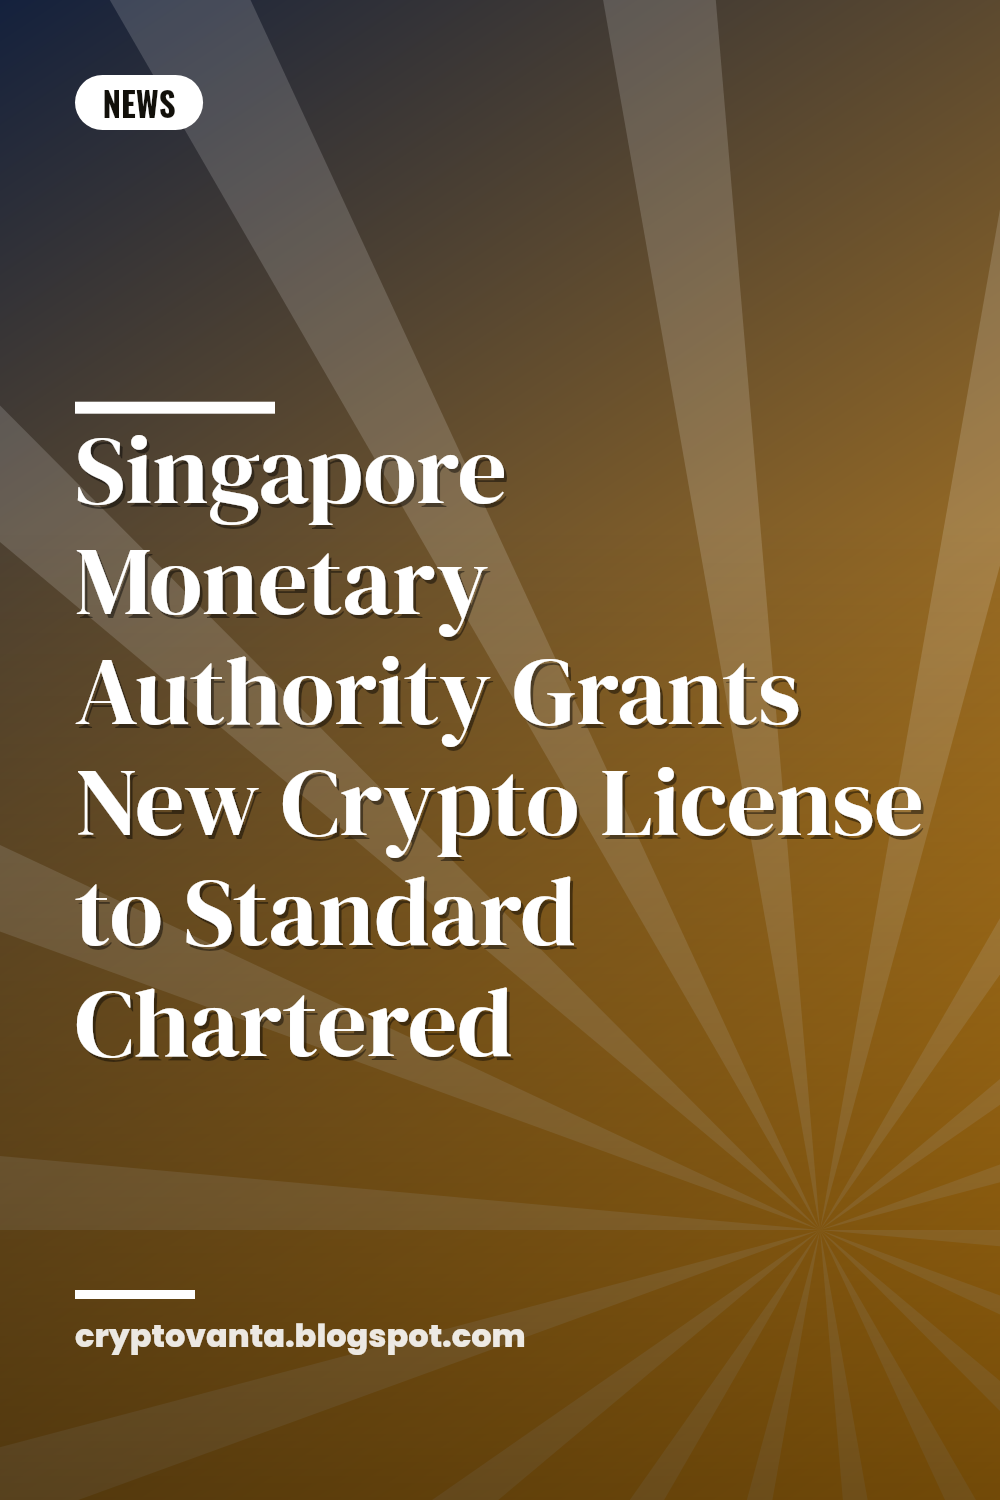 NEWS
Singapore
Monetary
Authority Grants
New Crypto License
to Standard
Chartered
cryptovanta.blogspot.com